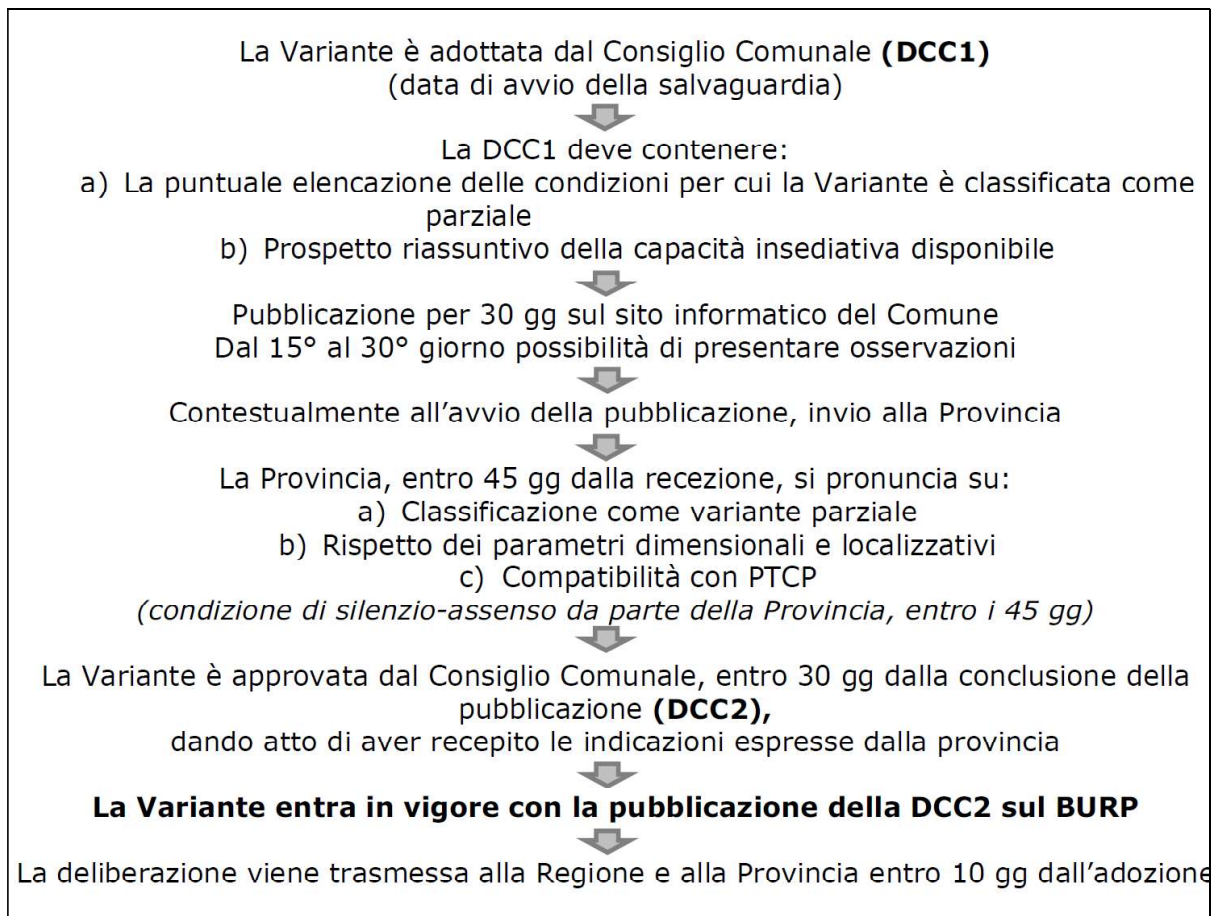 La Variante è adottata dal Consiglio Comunale (DCC1)
(data di avvio della salvaguardia)
La DCC1 deve contenere:
a) La puntuale elencazione delle condizioni per cui la Variante è classificata come
parziale
b) Prospetto riassuntivo della capacità insediativa disponibile
Pubblicazione per 30 gg sul sito informatico del Comune
Dal 15° al 30° giorno possibilità di presentare osservazioni
Contestualmente all'avvio della pubblicazione, invio alla Provincia
La Provincia, entro 45 gg dalla recezione, si pronuncia su:
a) Classificazione come variante parziale
b) Rispetto dei parametri dimensionali e localizzativi
c) Compatibilità con PTCP
(condizione di silenzio-assenso da parte della Provincia, entro i 45 gg)
La Variante è approvata dal Consiglio Comunale, entro 30 gg dalla conclusione della
pubblicazione (DCC2),
dando atto di aver recepito le indicazioni espresse dalla provincia
La Variante entra in vigore con la pubblicazione della DCC2 sul BURP
La deliberazione viene trasmessa alla Regione e alla Provincia entro 10 gg dall'adozione